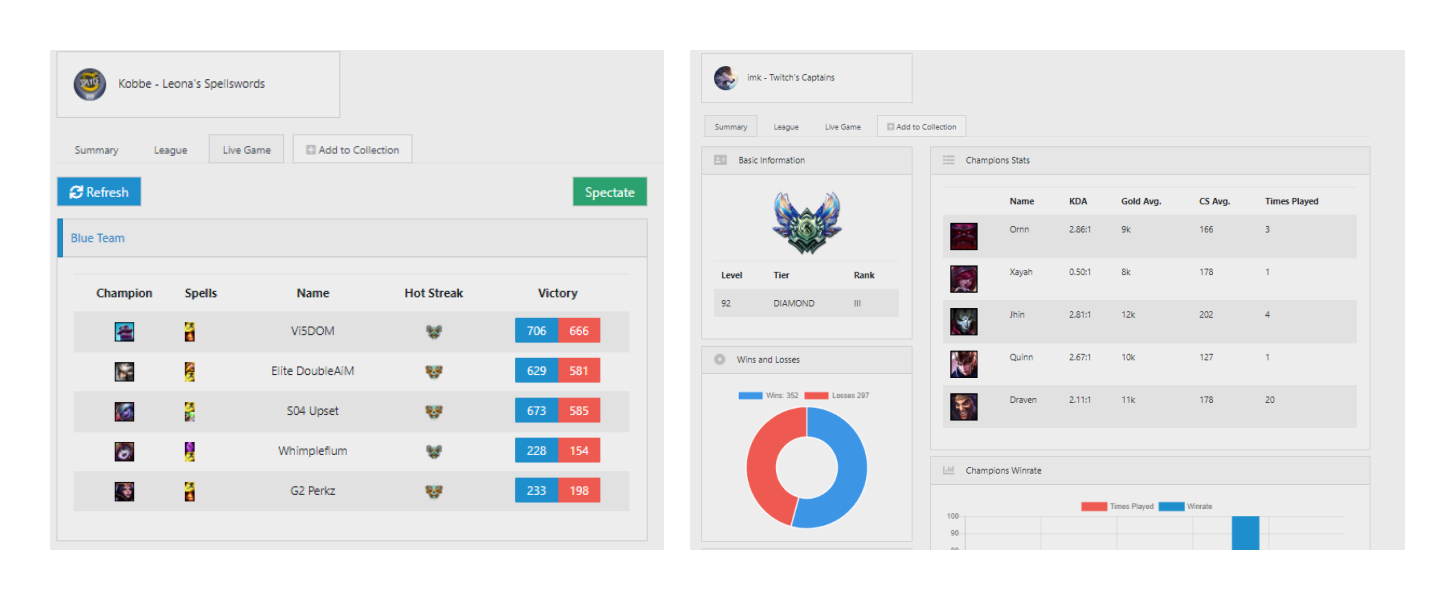 Kobbe - Leona's Spellswords
Summary League Live Game Add to Collection
Refresh Spectate
Blue Team
Champion Spells Name Hot Streak Victory
Vi5DOM 706 666
Elite DoubleAiM 629 581
S04 Upset 673 585
Whimpleflum 228 154
G2 Perkz 233 198
imk - Twitch's Captains
Summary League Live Game Add to Collection
Basic Information
Level Tier Rank
92 DIAMOND III
Wins and Losses
Wins: 352 Losses 297
Champions Stats
Name KDA Gold Avg. CS Avg. Times Played
Ornn 2.86:1 9k 166 3
Xayah 0.50:1 8k 178 1
Jhin 2.81:1 12k 202 4
Quinn 2.67:1 10k 127 1
Draven 2.11:1 11k 178 20
Champions Winrate
Times Played Winrate
100
90